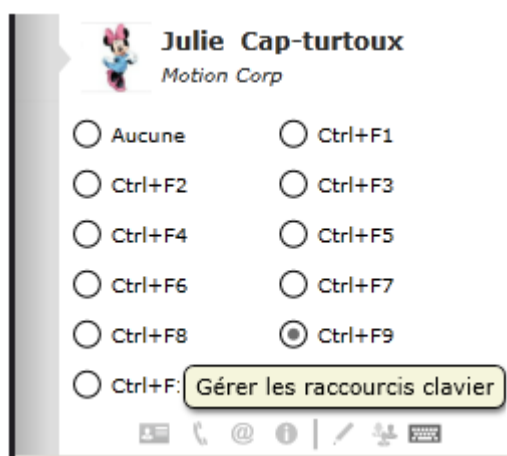 Julie Cap-turtoux
Motion Corp
Aucune Ctrl+F1
Ctrl+F2 Ctrl+F3
Ctrl+F4 Ctrl+F5
Ctrl+F6 Ctrl+F7
Ctrl+F8 Ctrl+F9
Gérer les raccourcis clavier